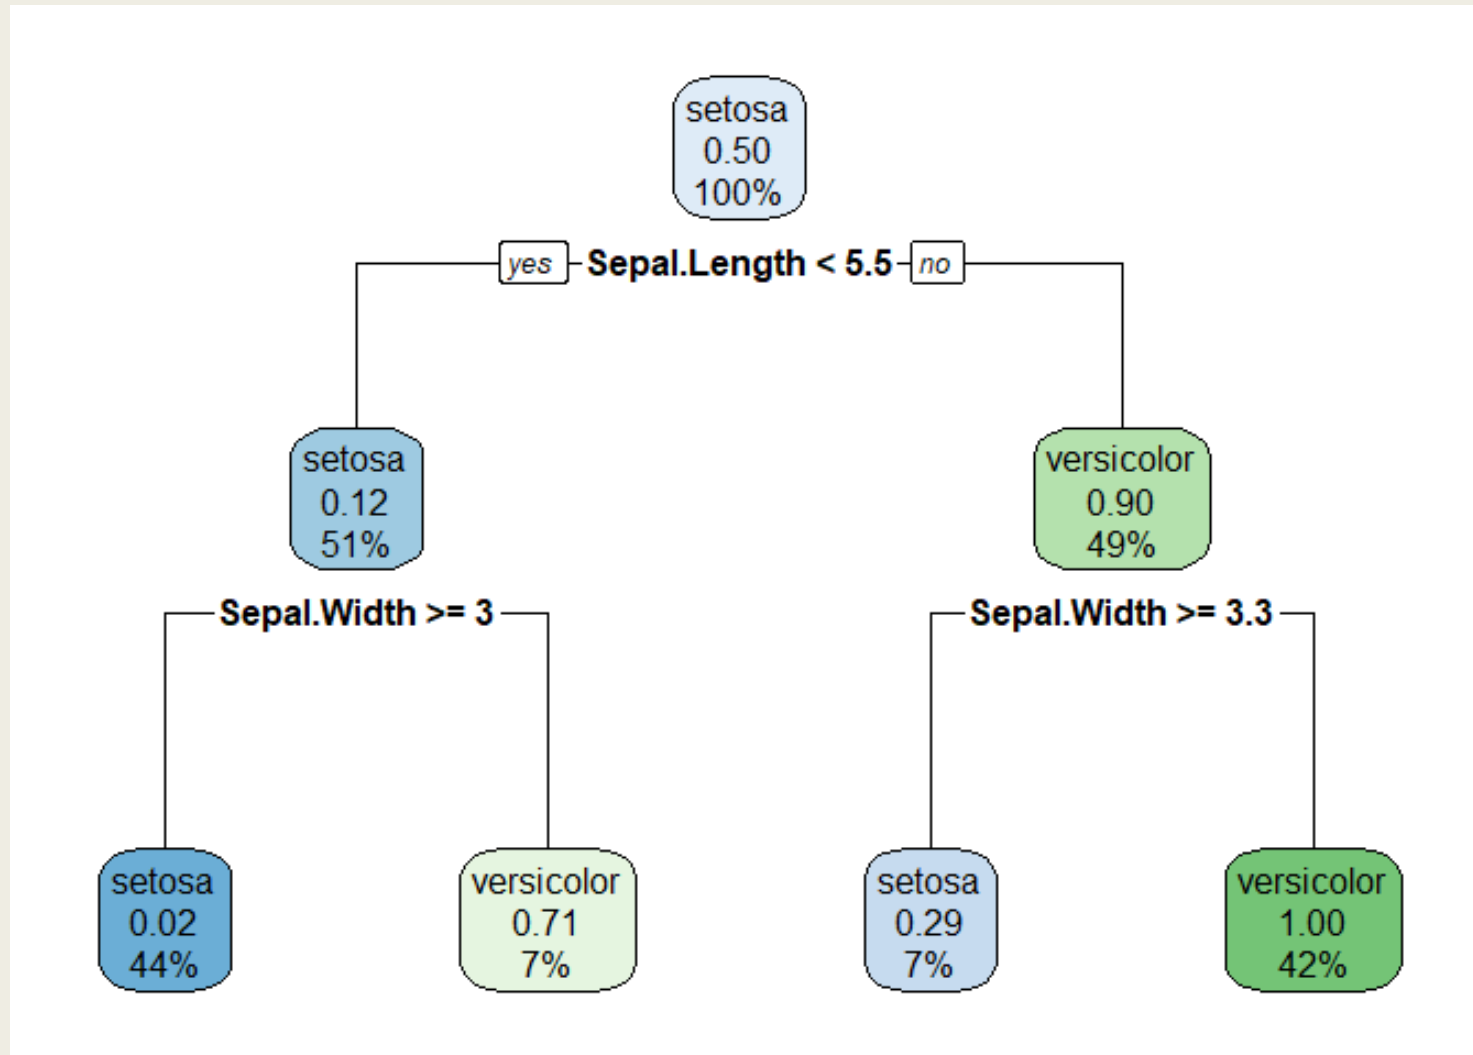 setosa
0.50
100%
yes Sepal.Length < 5.5 no
setosa
0.12
51%
versicolor
0.90
49%
Sepal.Width >= 3
Sepal.Width >= 3.3
setosa
0.02
44%
versicolor
0.71
7%
setosa
0.29
7%
versicolor
1.00
42%